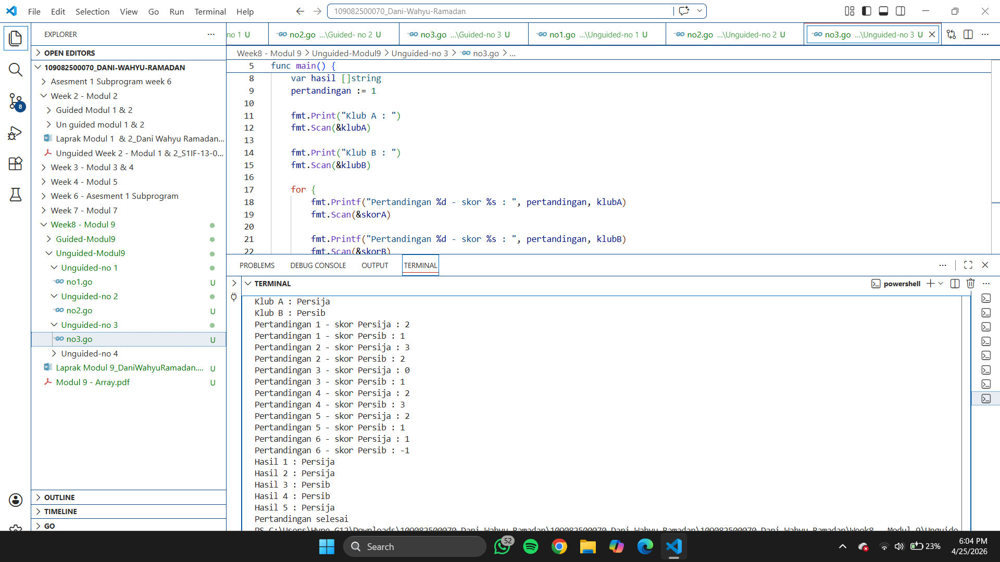 File Edit Selection View Go Run Terminal Help
109082500070_Dani-Wahyu-Ramadan
EXPLORER
no 1 U
no2.go ...\Guided- no 2 U
no3.go ...\Guided-no 3 U
no1.go ...\Unguided-no 1 U
no2.go ...\Unguided-no 2 U
no3.go ...\Unguided-no 3 U
OPEN EDITORS
109082500070_DANI-WAHYU-RAMADAN
Asesment 1 Subprogram week 6
Week 2 - Modul 2
Guided Modul 1 & 2
Un guided modul 1 & 2
Laprak Modul 1  & 2_Dani Wahyu Ramadan...
Unguided Week 2 - Modul 1 & 2_S1IF-13-0...
Week 3 - Modul 3 & 4
Week 4 - Modul 5
Week 6 - Asesment 1 Subprogram
Week 7 - Modul 7
Week8 - Modul 9
Guided-Modul9
Unguided-Modul9
Unguided-no 1
no1.go U
Unguided-no 2
no2.go U
Unguided-no 3
no3.go U
Unguided-no 4
Laprak Modul 9_DaniWahyuRamadan.... U
Modul 9 - Array.pdf U
OUTLINE
TIMELINE
GO
8
Week8 - Modul 9 > Unguided-Modul9 > Unguided-no 3 > no3.go > ...
5 func main() {
8 var hasil []string
9 pertandingan := 1
10
11 fmt.Print("Klub A : ")
12 fmt.Scan(&klubA)
13
14 fmt.Print("Klub B : ")
15 fmt.Scan(&klubB)
16
17 for {
18 fmt.Printf("Pertandingan %d - skor %s : ", pertandingan, klubA)
19 fmt.Scan(&skorA)
20
21 fmt.Printf("Pertandingan %d - skor %s : ", pertandingan, klubB)
22 fmt.Scan(&skorB)
PROBLEMS DEBUG CONSOLE OUTPUT TERMINAL
TERMINAL
powershell
Klub A : Persija
Klub B : Persib
Pertandingan 1 - skor Persija : 2
Pertandingan 1 - skor Persib : 1
Pertandingan 2 - skor Persija : 3
Pertandingan 2 - skor Persib : 2
Pertandingan 3 - skor Persija : 0
Pertandingan 3 - skor Persib : 1
Pertandingan 4 - skor Persija : 2
Pertandingan 4 - skor Persib : 3
Pertandingan 5 - skor Persija : 2
Pertandingan 5 - skor Persib : 1
Pertandingan 6 - skor Persija : 1
Pertandingan 6 - skor Persib : -1
Hasil 1 : Persija
Hasil 2 : Persija
Hasil 3 : Persib
Hasil 4 : Persib
Hasil 5 : Persija
Pertandingan selesai
PS C:\Users\Hype G12\Downloads\109082500070_Dani_Wahyu_Ramadan\109082500070_Dani_Wahyu_Ramadan\109082500070_Dani_Wahyu_Ramadan\Week8 - Modul 9\Unguide
Search
52
23%
6:04 PM
4/25/2026